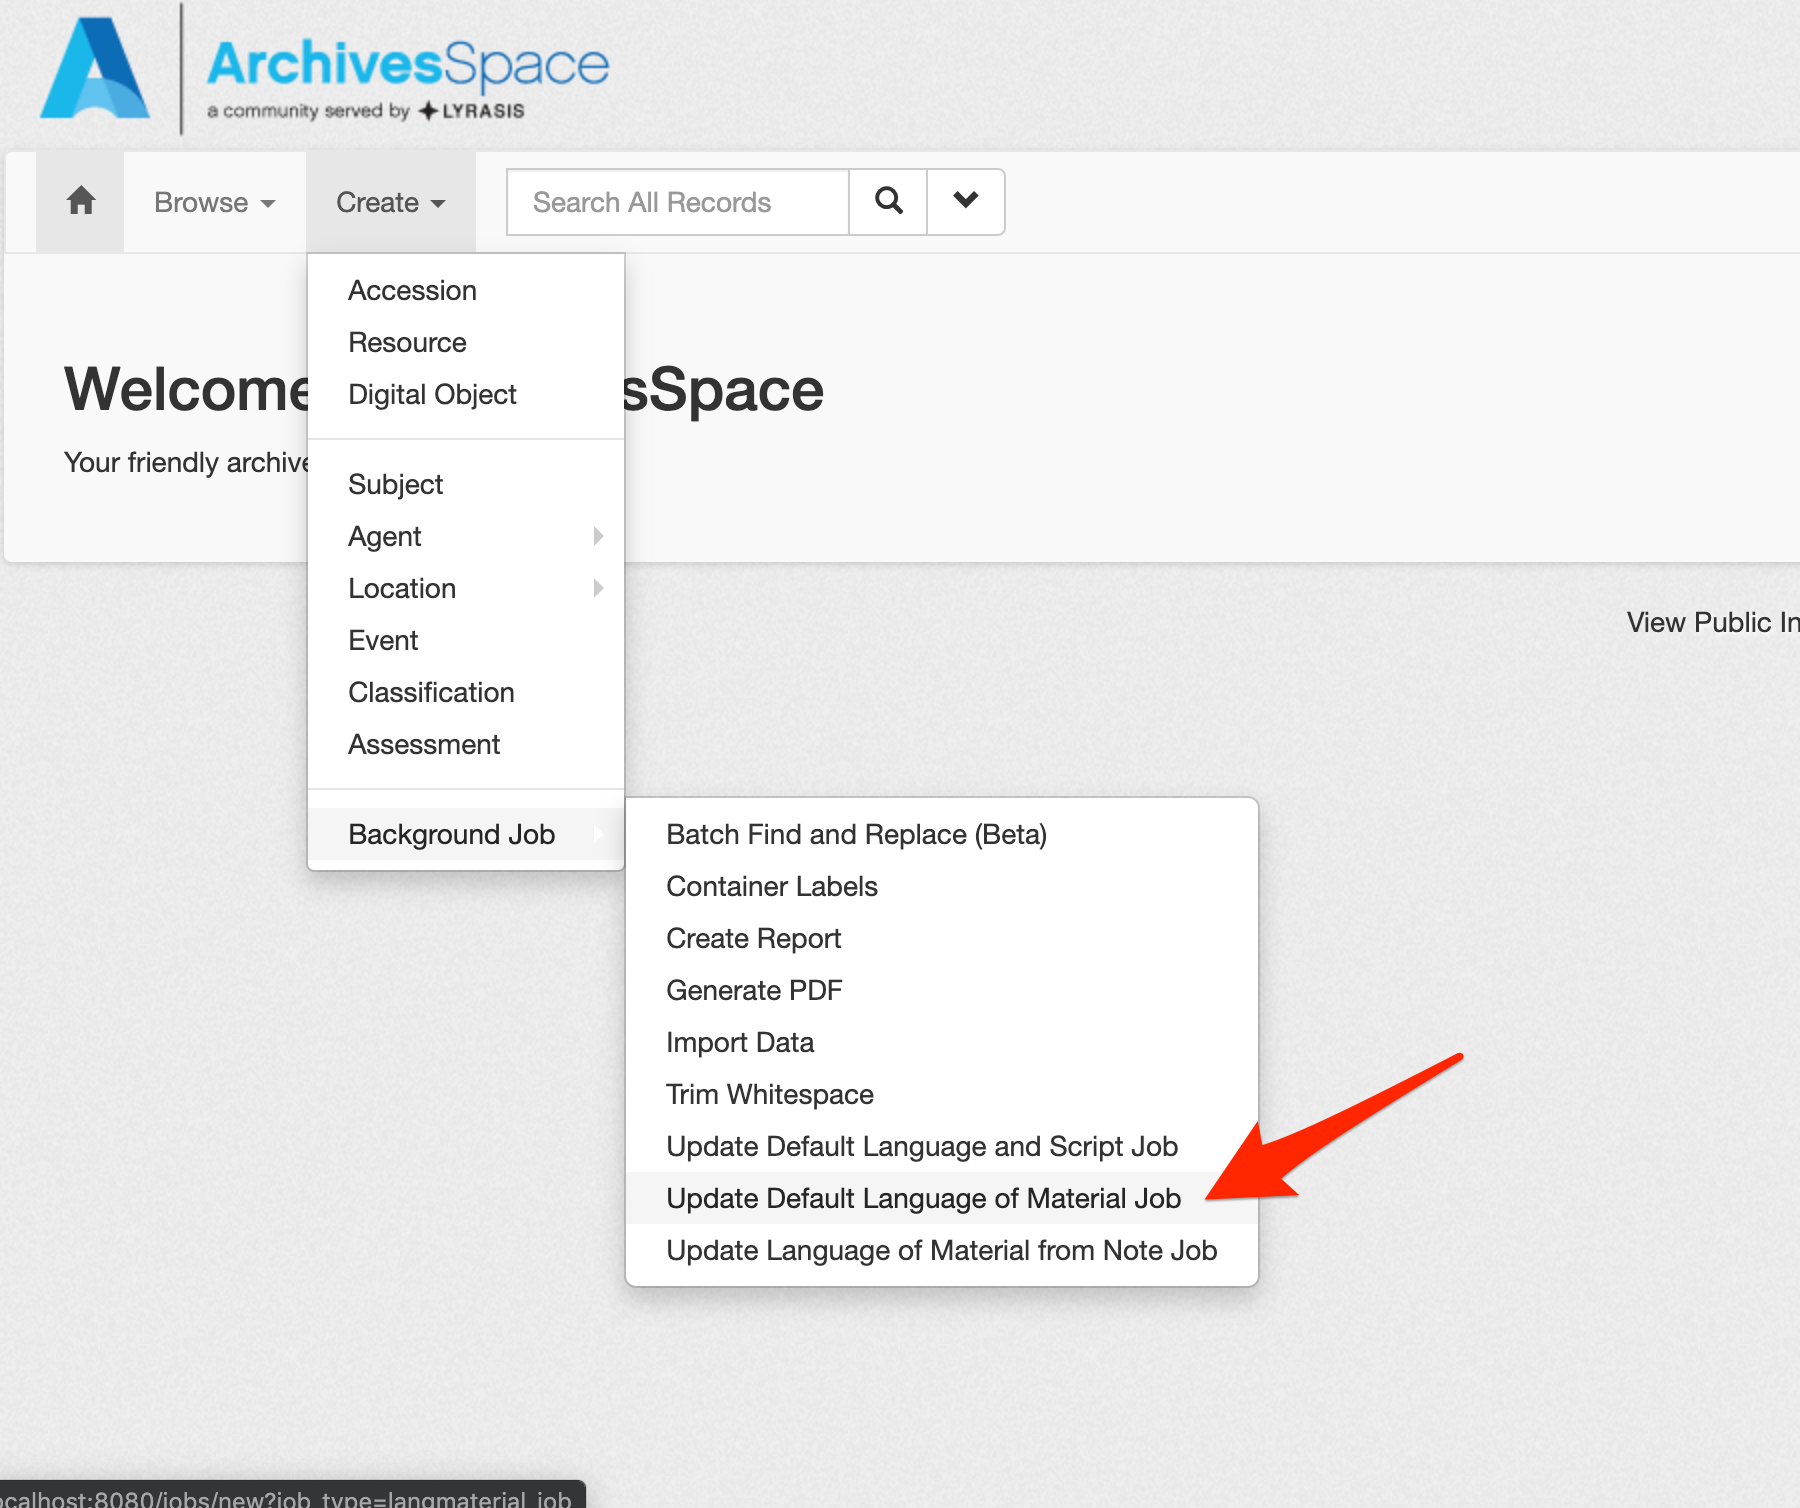 ArchivesSpace
a community served by LYRASIS
Browse
Create
Search All Records
Accession
Resource
Digital Object
Welcome sSpace
Your friendly archive
Subject
Agent
Location
Event
Classification
Assessment
View Public In
Background Job
Batch Find and Replace (Beta)
Container Labels
Create Report
Generate PDF
Import Data
Trim Whitespace
Update Default Language and Script Job
Update Default Language of Material Job
Update Language of Material from Note Job
ocalhost:8080/jobs/new?job_type=langmaterial_job